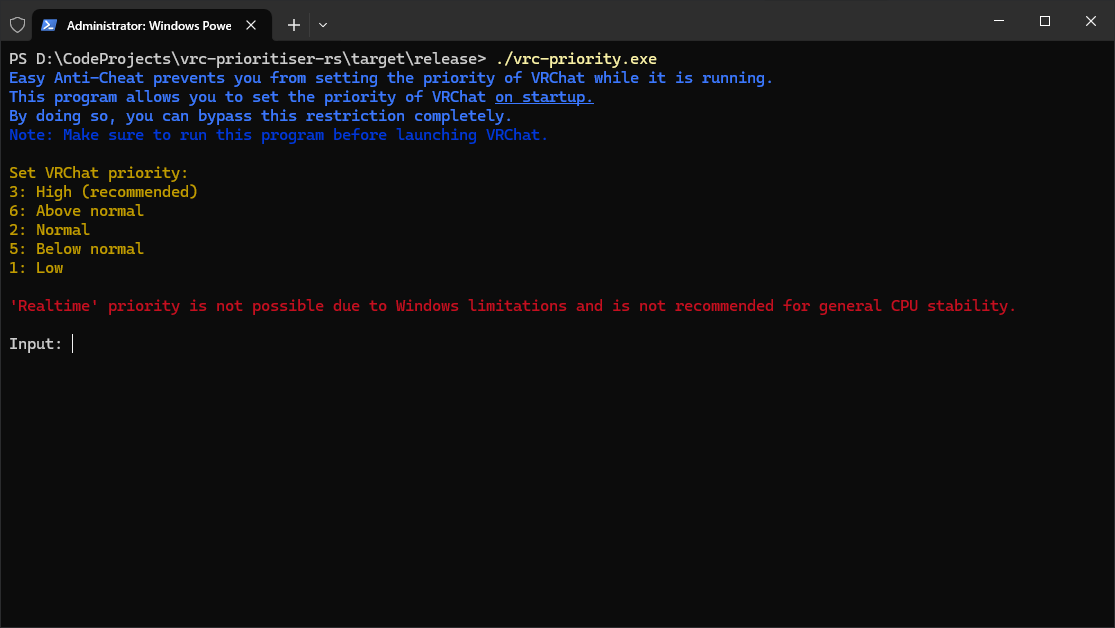 Administrator: Windows Powe
PS D:\CodeProjects\vrc-prioritiser-rs\target\release> ./vrc-priority.exe
Easy Anti-Cheat prevents you from setting the priority of VRChat while it is running.
This program allows you to set the priority of VRChat on startup.
By doing so, you can bypass this restriction completely.
Note: Make sure to run this program before launching VRChat.
Set VRChat priority:
3: High (recommended)
6: Above normal
2: Normal
5: Below normal
1: Low
'Realtime' priority is not possible due to Windows limitations and is not recommended for general CPU stability.
Input: